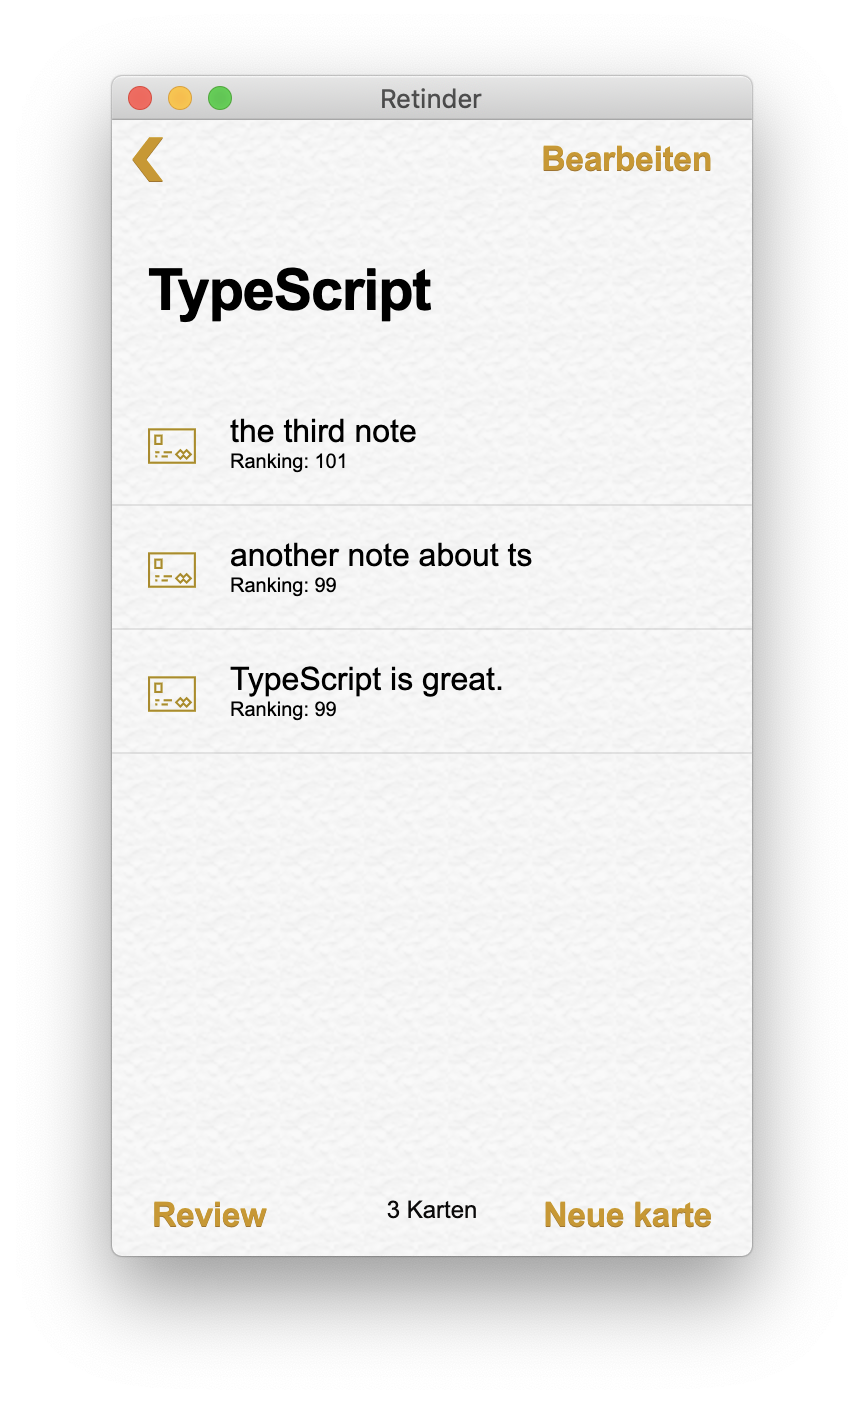 Retinder
Bearbeiten
TypeScript
the third note
Ranking: 101
another note about ts
Ranking: 99
TypeScript is great.
Ranking: 99
Review
3 Karten
Neue karte